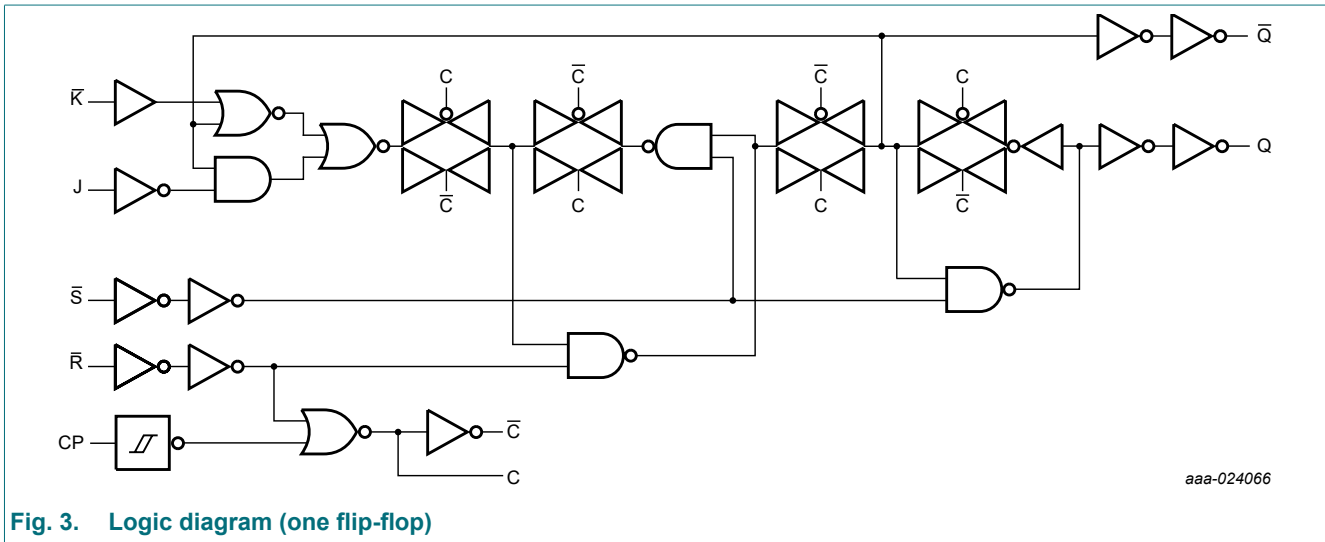 Q̅
C
C̅
C̅
C̅
K̅
Q
J
C̅
C
C
C̅
S̅
R̅
C̅
CP
C
aaa-024066
Fig. 3. Logic diagram (one flip-flop)